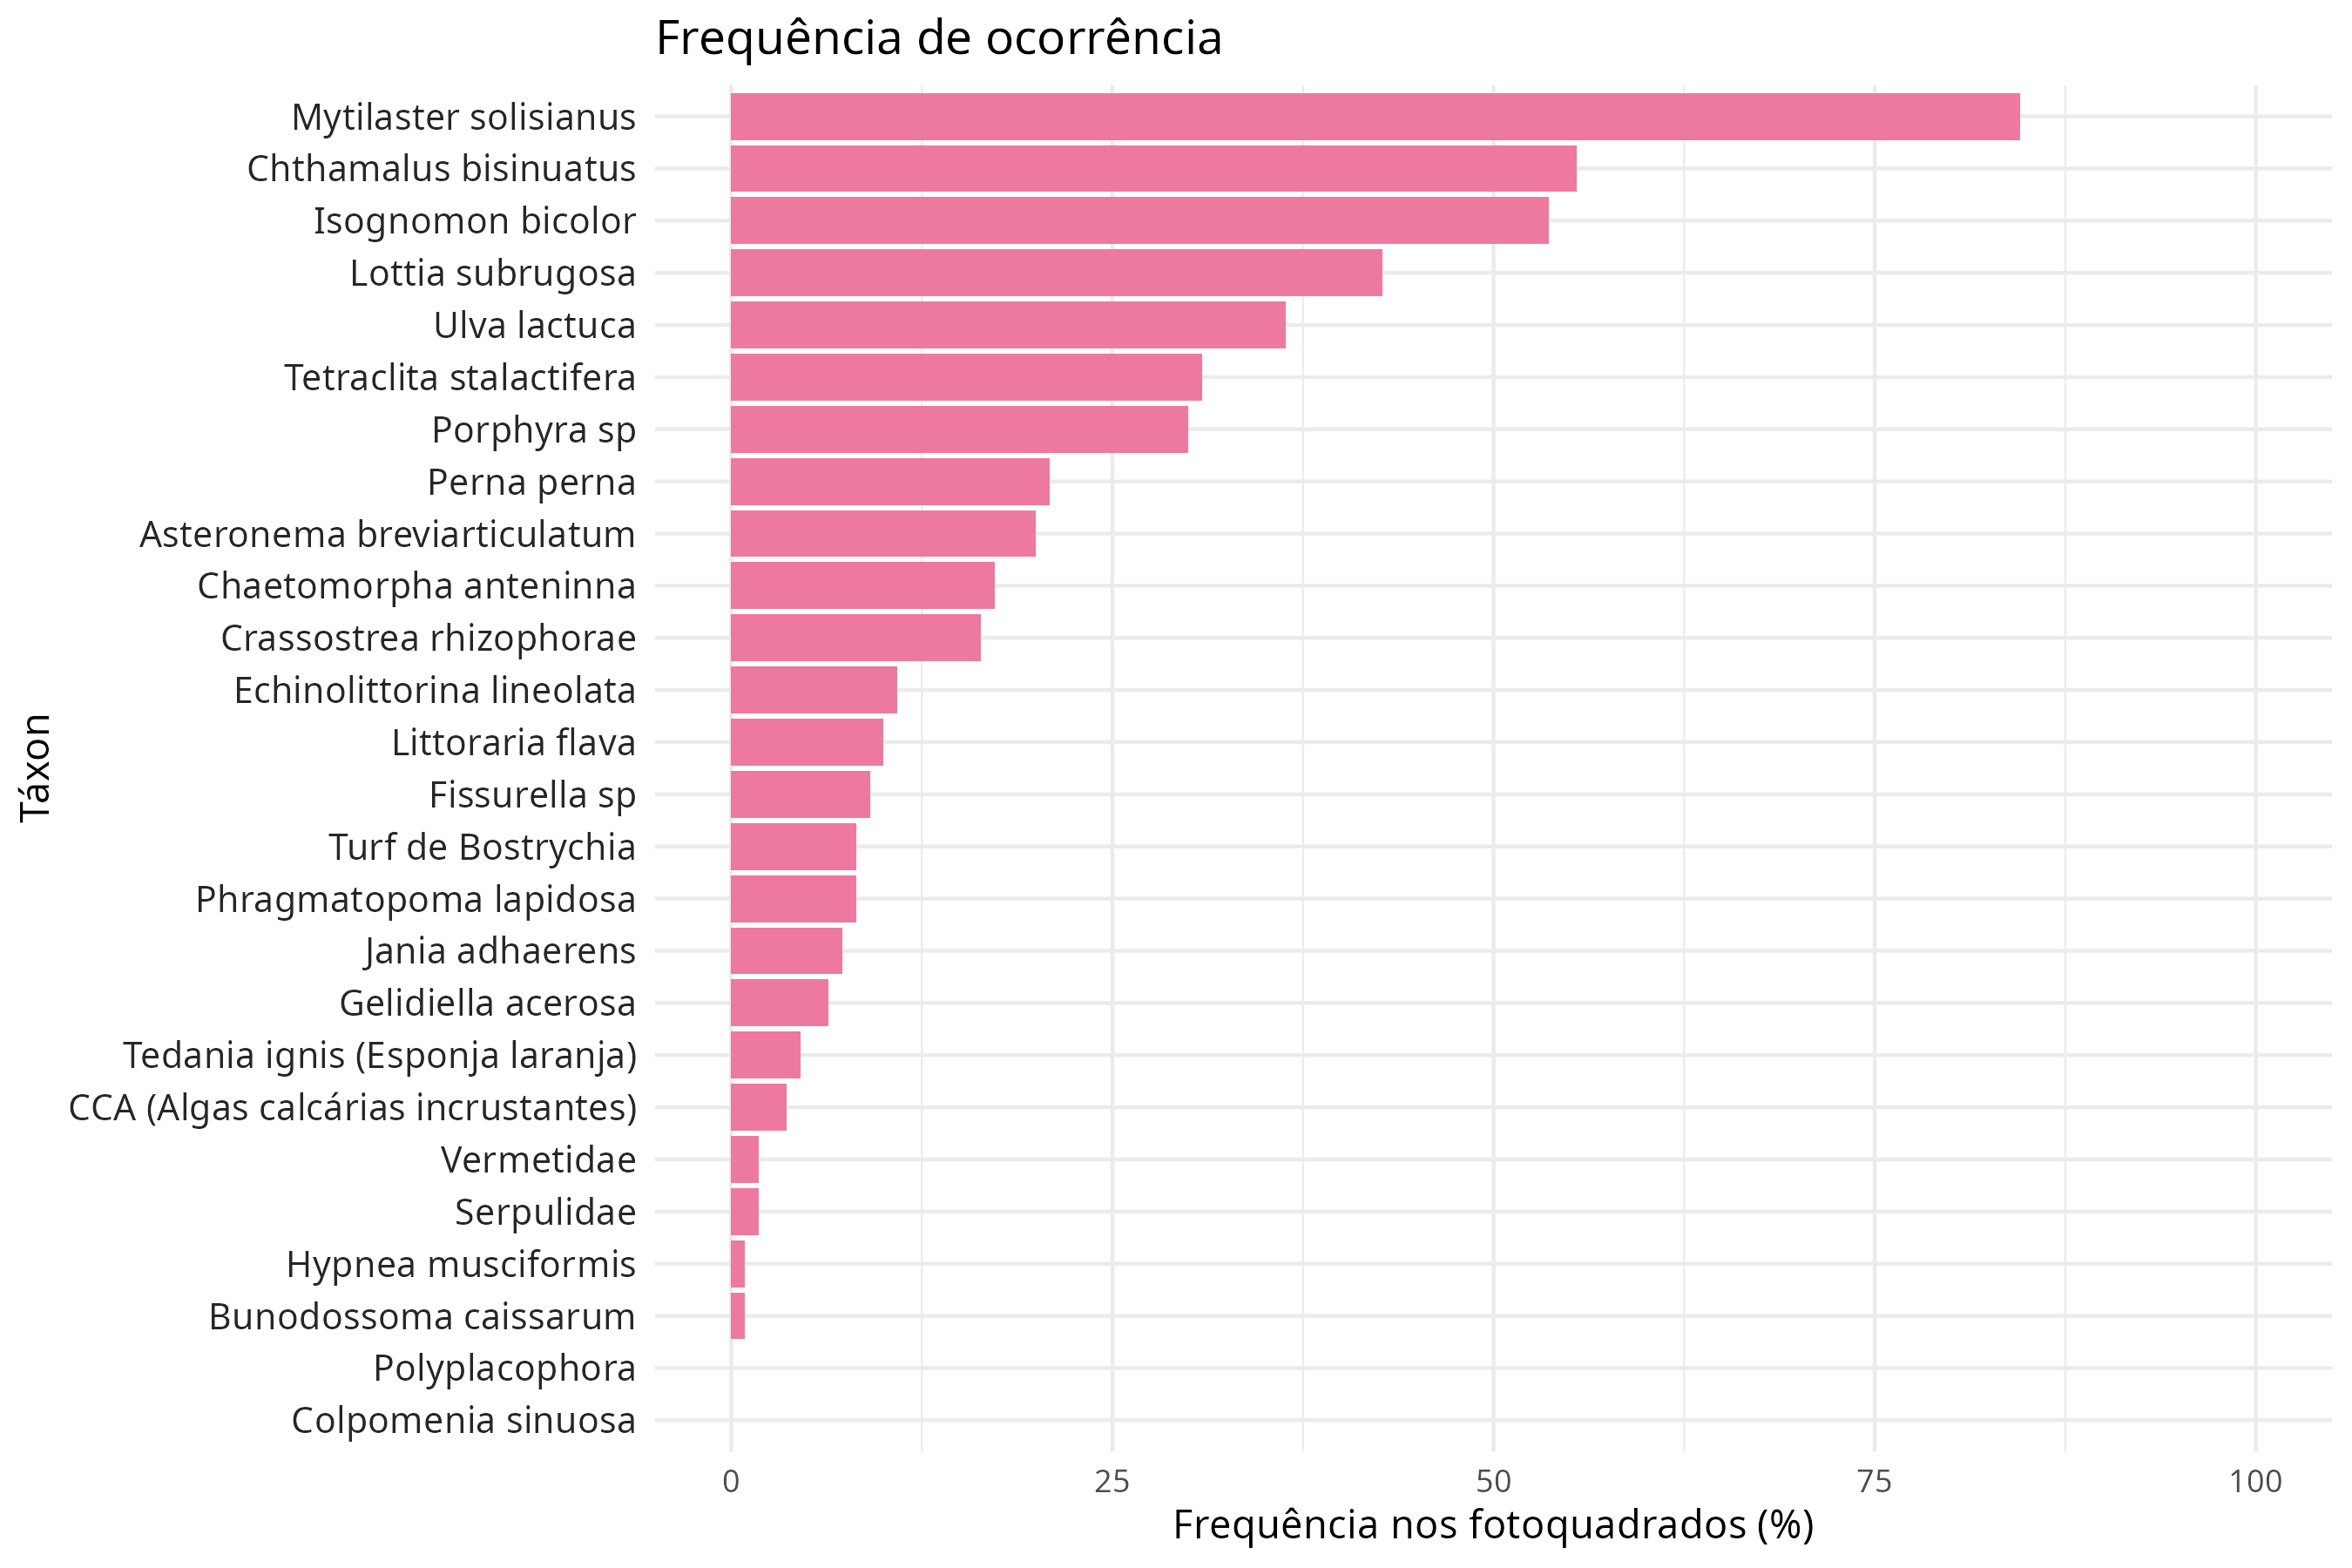 Frequência de ocorrência
Táxon
Mytilaster solisianus
Chthamalus bisinuatus
Isognomon bicolor
Lottia subrugosa
Ulva lactuca
Tetraclita stalactifera
Porphyra sp
Perna perna
Asteronema breviarticulatum
Chaetomorpha anteninna
Crassostrea rhizophorae
Echinolittorina lineolata
Littoraria flava
Fissurella sp
Turf de Bostrychia
Phragmatopoma lapidosa
Jania adhaerens
Gelidiella acerosa
Tedania ignis (Esponja laranja)
CCA (Algas calcárias incrustantes)
Vermetidae
Serpulidae
Hypnea musciformis
Bunodossoma caissarum
Polyplacophora
Colpomenia sinuosa
0 25 50 75 100
Frequência nos fotoquadrados (%)